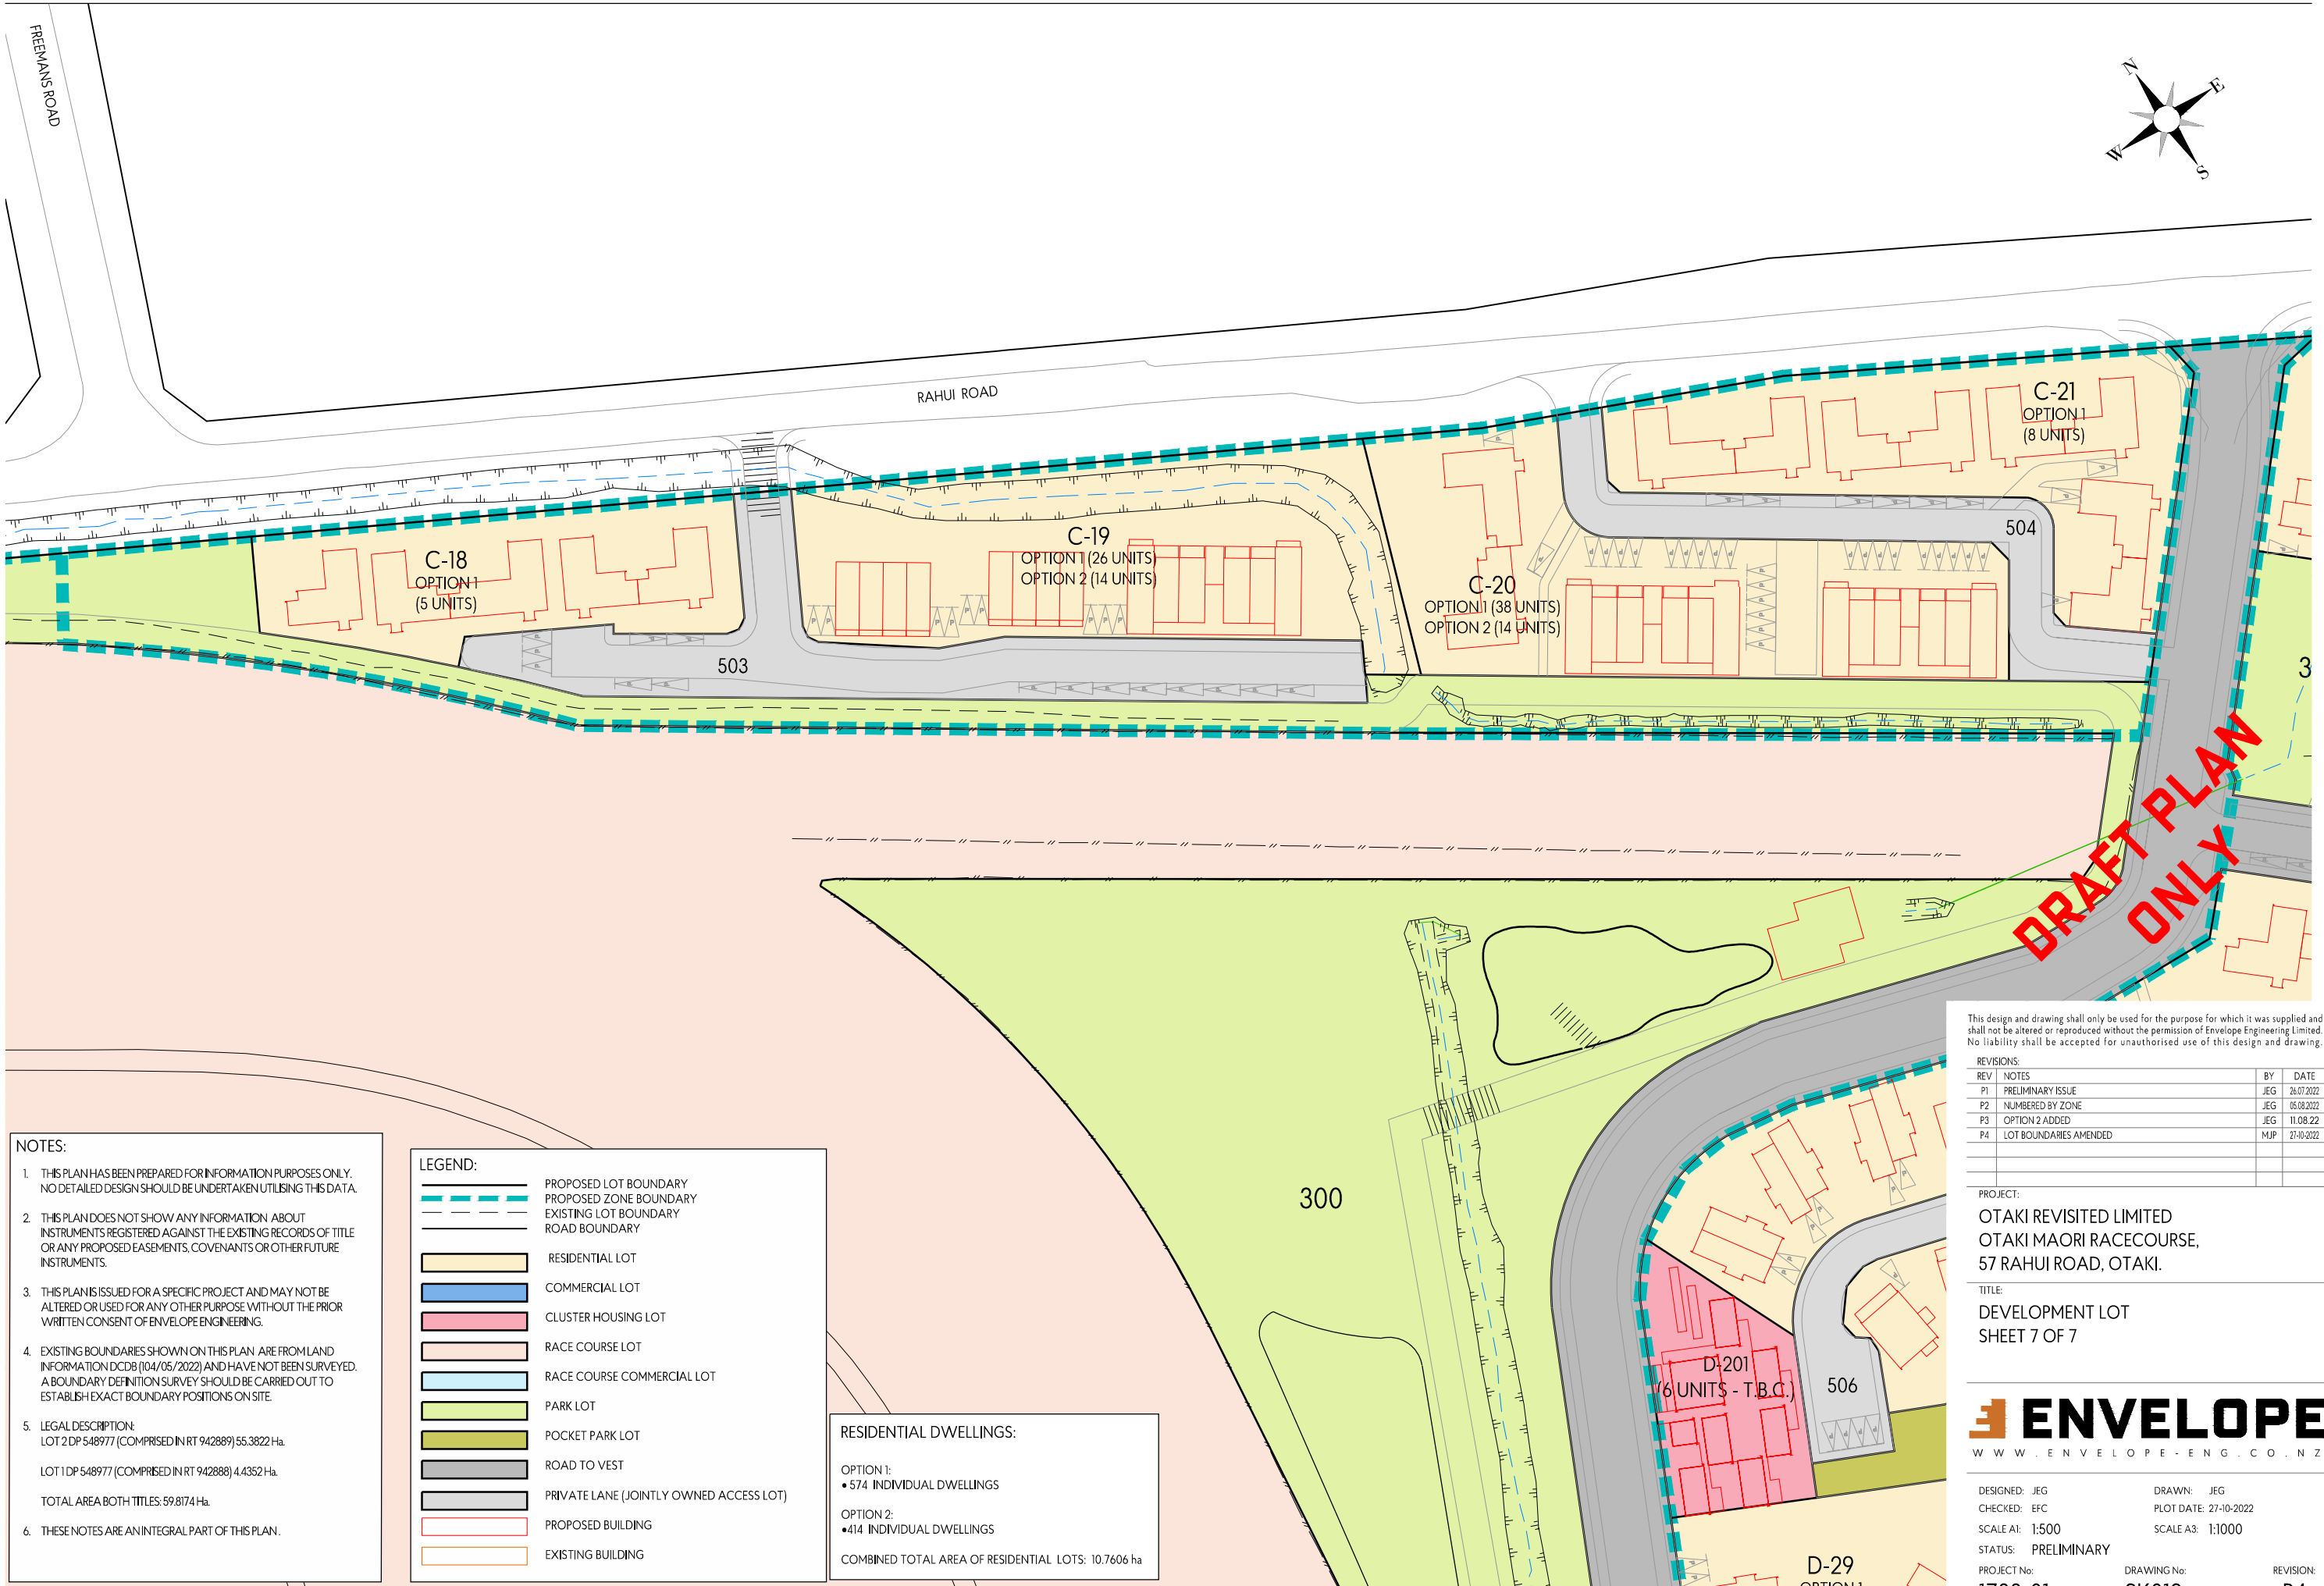 FREEMANS ROAD
N
E
W
S
RAHUI ROAD
C-21
OPTION 1
(8 UNITS)
C-18
OPTION 1
(5 UNITS)
C-19
OPTION 1 (26 UNITS)
OPTION 2 (14 UNITS)
504
C-20
OPTION 1 (38 UNITS)
OPTION 2 (14 UNITS)
503
3
DRAFT PLAN
ONLY
300
D-201
(6 UNITS - T.B.C.)
506
D-29
OPTION 1
NOTES:
1. THIS PLAN HAS BEEN PREPARED FOR INFORMATION PURPOSES ONLY.
NO DETAILED DESIGN SHOULD BE UNDERTAKEN UTILISING THIS DATA.
2. THIS PLAN DOES NOT SHOW ANY INFORMATION ABOUT
INSTRUMENTS REGISTERED AGAINST THE EXISTING RECORDS OF TITLE
OR ANY PROPOSED EASEMENTS, COVENANTS OR OTHER FUTURE
INSTRUMENTS.
3. THIS PLAN IS ISSUED FOR A SPECIFIC PROJECT AND MAY NOT BE
ALTERED OR USED FOR ANY OTHER PURPOSE WITHOUT THE PRIOR
WRITTEN CONSENT OF ENVELOPE ENGINEERING.
4. EXISTING BOUNDARIES SHOWN ON THIS PLAN ARE FROM LAND
INFORMATION DCDB (104/05/2022) AND HAVE NOT BEEN SURVEYED.
A BOUNDARY DEFINITION SURVEY SHOULD BE CARRIED OUT TO
ESTABLISH EXACT BOUNDARY POSITIONS ON SITE.
5. LEGAL DESCRIPTION:
LOT 2 DP 548977 (COMPRISED IN RT 942889) 55.3822 Ha.
LOT 1 DP 548977 (COMPRISED IN RT 942888) 4.4352 Ha.
TOTAL AREA BOTH TITLES: 59.8174 Ha.
6. THESE NOTES ARE AN INTEGRAL PART OF THIS PLAN.
LEGEND:
PROPOSED LOT BOUNDARY
PROPOSED ZONE BOUNDARY
EXISTING LOT BOUNDARY
ROAD BOUNDARY
RESIDENTIAL LOT
COMMERCIAL LOT
CLUSTER HOUSING LOT
RACE COURSE LOT
RACE COURSE COMMERCIAL LOT
PARK LOT
POCKET PARK LOT
ROAD TO VEST
PRIVATE LANE (JOINTLY OWNED ACCESS LOT)
PROPOSED BUILDING
EXISTING BUILDING
RESIDENTIAL DWELLINGS:
OPTION 1:
• 574 INDIVIDUAL DWELLINGS
OPTION 2:
•414 INDIVIDUAL DWELLINGS
COMBINED TOTAL AREA OF RESIDENTIAL LOTS: 10.7606 ha
This design and drawing shall only be used for the purpose for which it was supplied and
shall not be altered or reproduced without the permission of Envelope Engineering Limited.
No liability shall be accepted for unauthorised use of this design and drawing.
REVISIONS:
REV NOTES BY DATE
P1 PRELIMINARY ISSUE JEG 26.07.2022
P2 NUMBERED BY ZONE JEG 05.08.2022
P3 OPTION 2 ADDED JEG 11.08.22
P4 LOT BOUNDARIES AMENDED MJP 27-10-2022
PROJECT:
OTAKI REVISITED LIMITED
OTAKI MAORI RACECOURSE,
57 RAHUI ROAD, OTAKI.
TITLE:
DEVELOPMENT LOT
SHEET 7 OF 7
ENVELOPE
WWW.ENVELOPE-ENG.CO.NZ
DESIGNED: JEG DRAWN: JEG
CHECKED: EFC PLOT DATE: 27-10-2022
SCALE A1: 1:500 SCALE A3: 1:1000
STATUS: PRELIMINARY
PROJECT No: DRAWING No: REVISION: